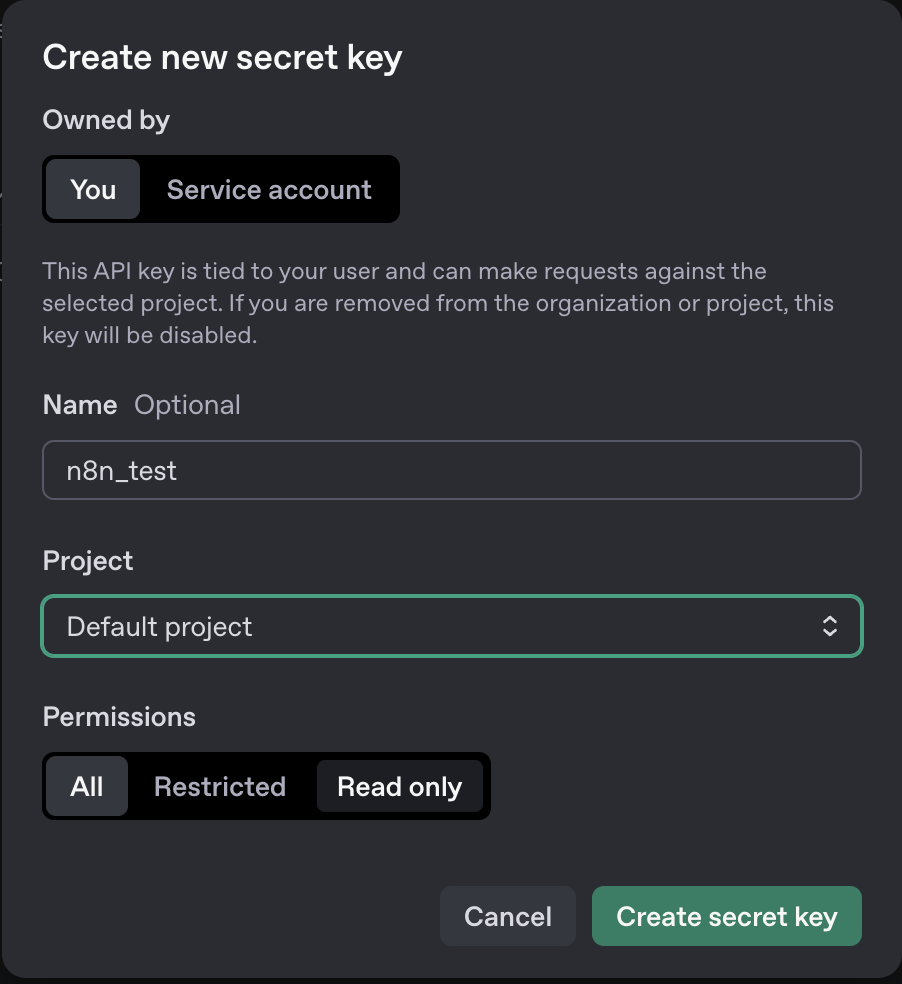 Create new secret key
Owned by
You Service account
This API key is tied to your user and can make requests against the
selected project. If you are removed from the organization or project, this
key will be disabled.
Name Optional
n8n_test
Project
Default project
Permissions
All Restricted Read only
Cancel Create secret key